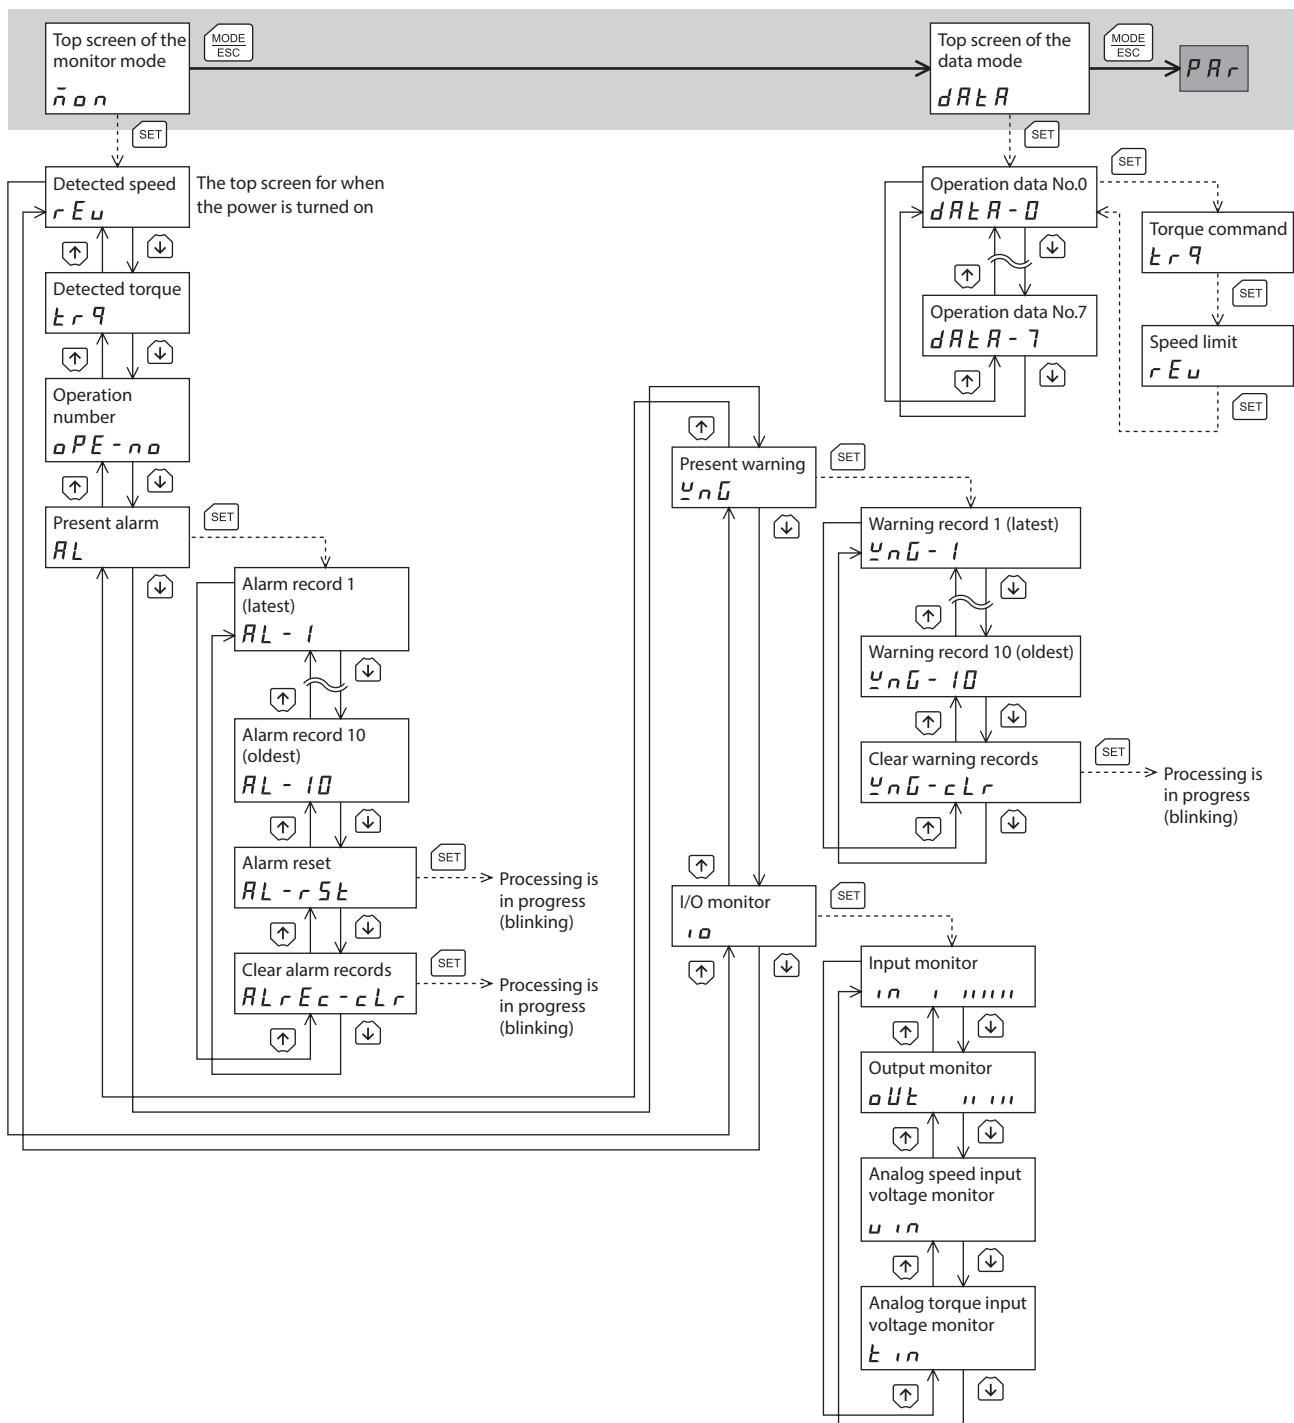 Top screen of the
monitor mode
mon
MODE
ESC
Top screen of the
data mode
dAtA
MODE
ESC
PAr
SET
SET
Detected speed
rEv
The top screen for when
the power is turned on
↑
↓
Detected torque
trq
↑
↓
Operation
number
oPE-no
↑
↓
Present alarm
AL
SET
↓
Alarm record 1
(latest)
AL-1
↑
↓
Alarm record 10
(oldest)
AL-10
↑
↓
Alarm reset
AL-rSt
SET
Processing is
in progress
(blinking)
↑
↓
Clear alarm records
ALrEc-cLr
SET
Processing is
in progress
(blinking)
↑
↓
↑
Present warning
WnG
SET
↓
Warning record 1 (latest)
WnG-1
↑
↓
Warning record 10 (oldest)
WnG-10
↑
↓
Clear warning records
WnG-cLr
SET
Processing is
in progress
(blinking)
↑
↓
↑
I/O monitor
io
SET
↑
↓
Input monitor
in
↑
↓
Output monitor
oUt
↑
↓
Analog speed input
voltage monitor
vin
↑
↓
Analog torque input
voltage monitor
tin
↑
↓
Operation data No.0
dAtA-0
SET
↑
↓
Operation data No.7
dAtA-7
↑
↓
Torque command
trq
SET
Speed limit
rEv
SET